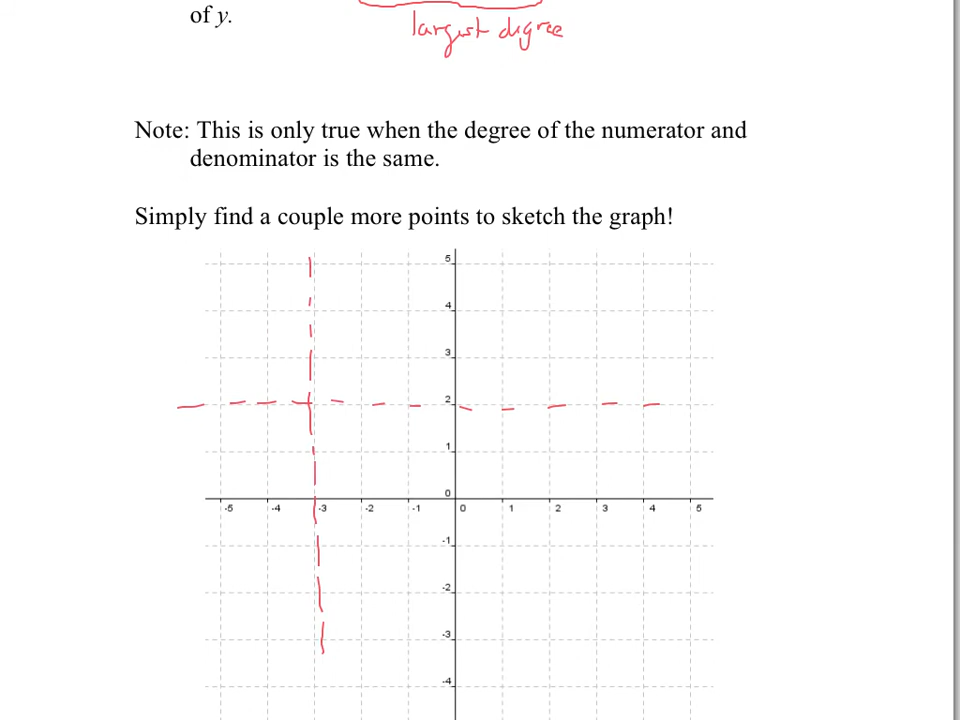 of y.
largest degree
Note: This is only true when the degree of the numerator and
denominator is the same.
Simply find a couple more points to sketch the graph!
5
4
3
2
1
0
-5 -4 -3 -2 -1 0 1 2 3 4 5
-1
-2
-3
-4